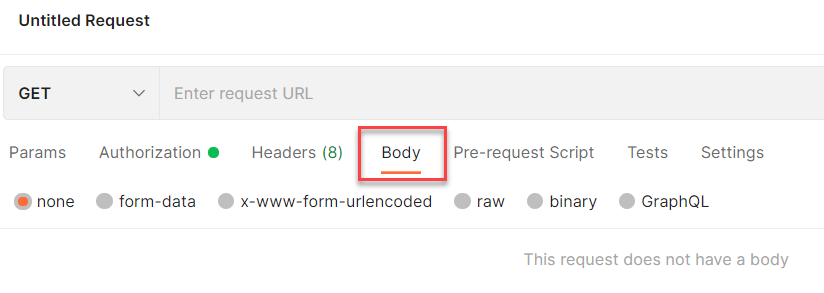 Untitled Request
GET Enter request URL
Params Authorization Headers (8) Body Pre-request Script Tests Settings
none form-data x-www-form-urlencoded raw binary GraphQL
This request does not have a body